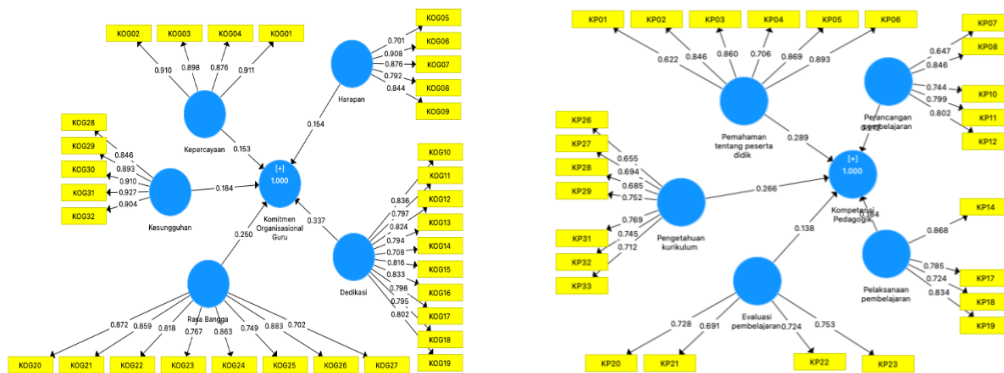 KOG02
KOG03
KOG04
KOG01
0.910
0.898
0.876
0.911
Kepercayaan
0.153
KOG05
KOG06
KOG07
KOG08
KOG09
0.701
0.906
0.876
0.792
0.844
Harapan
0.154
KOG28
KOG29
KOG30
KOG31
KOG32
0.846
0.893
0.910
0.927
0.904
Kesungguhan
0.184
[+]
1.000
Komitmen
Organisasional
Guru
0.250
0.337
KOG10
KOG11
KOG12
KOG13
KOG14
KOG15
KOG16
KOG17
KOG18
KOG19
0.836
0.797
0.824
0.794
0.708
0.816
0.833
0.798
0.795
0.802
Dedikasi
Rasa Bangga
0.872
0.859
0.818
0.767
0.863
0.749
0.883
0.702
KOG20
KOG21
KOG22
KOG23
KOG24
KOG25
KOG26
KOG27
KP01
KP02
KP03
KP04
KP05
KP06
0.622
0.846
0.860
0.706
0.869
0.893
Pemahaman
tentang peserta
didik
0.289
KP07
KP08
KP10
KP11
KP12
0.647
0.846
0.744
0.799
0.802
Perancangan
pembelajaran
KP26
KP27
KP28
KP29
KP31
KP32
KP33
0.655
0.694
0.685
0.752
0.769
0.745
0.712
Pengetahuan
kurikulum
0.266
[+]
1.000
Kompetensi
Pedagogik
0.138
KP14
KP17
KP18
KP19
0.868
0.785
0.724
0.834
Pelaksanaan
pembelajaran
Evaluasi
pembelajaran
0.728
0.691
0.724
0.753
KP20
KP21
KP22
KP23